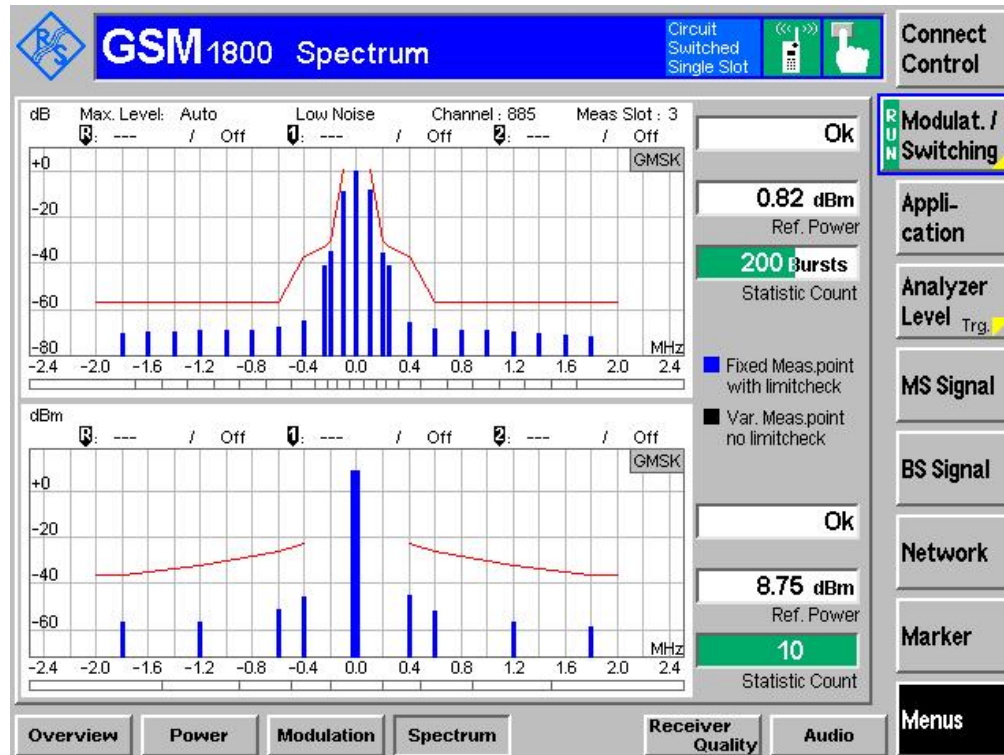 R S
GSM 1800 Spectrum
Circuit
Switched
Single Slot
Connect
Control
RUN
Modulat. /
Switching
Appli-
cation
Analyzer
Level Trg.
MS Signal
BS Signal
Network
Marker
Menus
dB Max. Level: Auto Low Noise Channel : 885 Meas Slot : 3
R: --- / Off 1: --- / Off 2: --- / Off
GMSK
+0
-20
-40
-60
-80
MHz
-2.4 -2.0 -1.6 -1.2 -0.8 -0.4 0.0 0.4 0.8 1.2 1.6 2.0 2.4
Ok
0.82 dBm
Ref. Power
200 Bursts
Statistic Count
Fixed Meas.point
with limitcheck
Var. Meas.point
no limitcheck
dBm
R: --- / Off 1: --- / Off 2: --- / Off
GMSK
+0
-20
-40
-60
MHz
-2.4 -2.0 -1.6 -1.2 -0.8 -0.4 0.0 0.4 0.8 1.2 1.6 2.0 2.4
Ok
8.75 dBm
Ref. Power
10
Statistic Count
Overview Power Modulation Spectrum Receiver Quality Audio